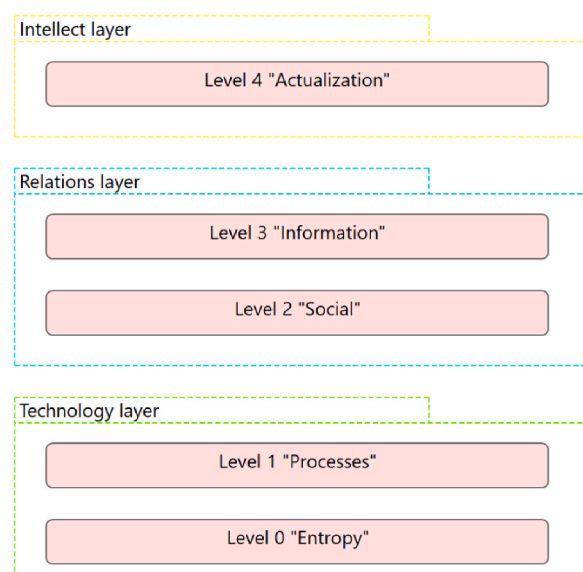 Intellect layer
Level 4 "Actualization"
Relations layer
Level 3 "Information"
Level 2 "Social"
Technology layer
Level 1 "Processes"
Level 0 "Entropy"